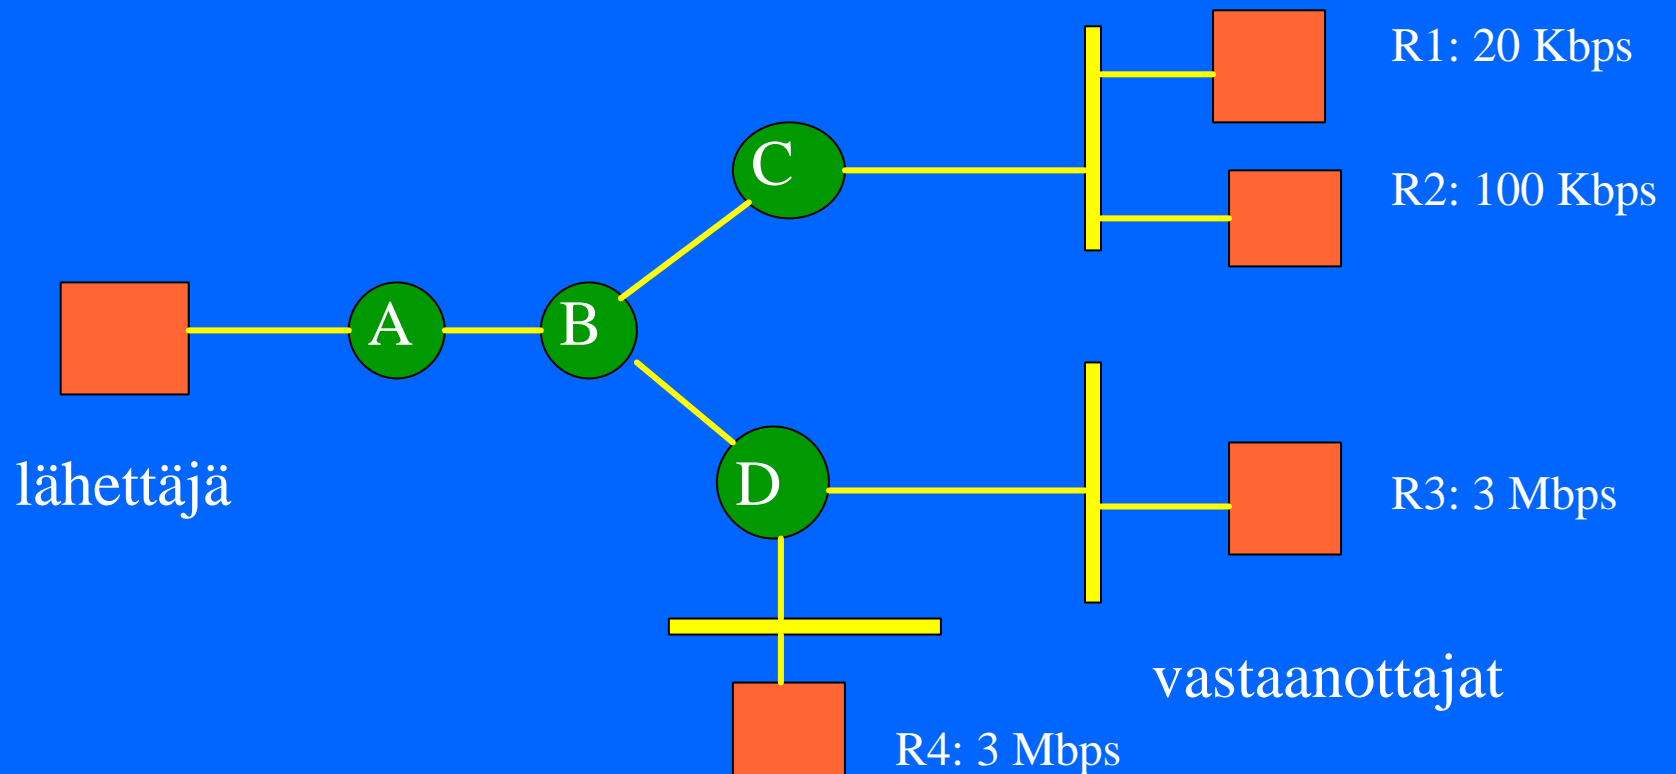 R1: 20 Kbps
C
R2: 100 Kbps
A
B
lähettäjä
D
R3: 3 Mbps
vastaanottajat
R4: 3 Mbps